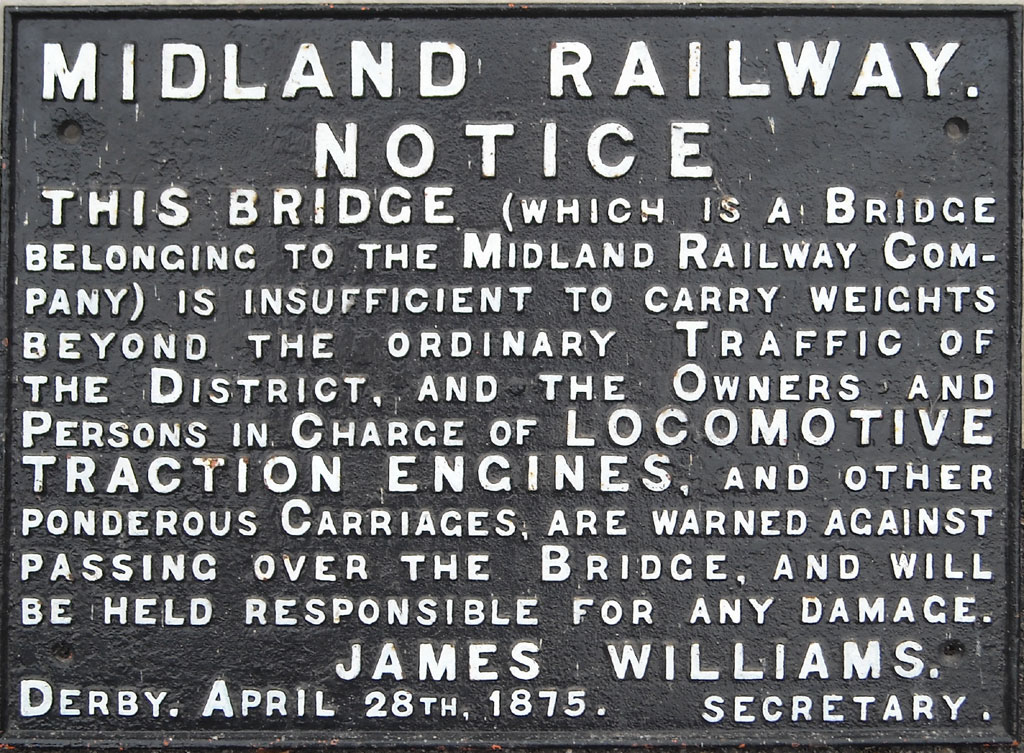 MIDLAND RAILWAY.
NOTICE
THIS BRIDGE (WHICH IS A BRIDGE
BELONGING TO THE MIDLAND RAILWAY COM-
PANY) IS INSUFFICIENT TO CARRY WEIGHTS
BEYOND THE ORDINARY TRAFFIC OF
THE DISTRICT, AND THE OWNERS AND
PERSONS IN CHARGE OF LOCOMOTIVE
TRACTION ENGINES, AND OTHER
PONDEROUS CARRIAGES, ARE WARNED AGAINST
PASSING OVER THE BRIDGE, AND WILL
BE HELD RESPONSIBLE FOR ANY DAMAGE.
JAMES WILLIAMS.
DERBY. APRIL 28TH, 1875. SECRETARY.